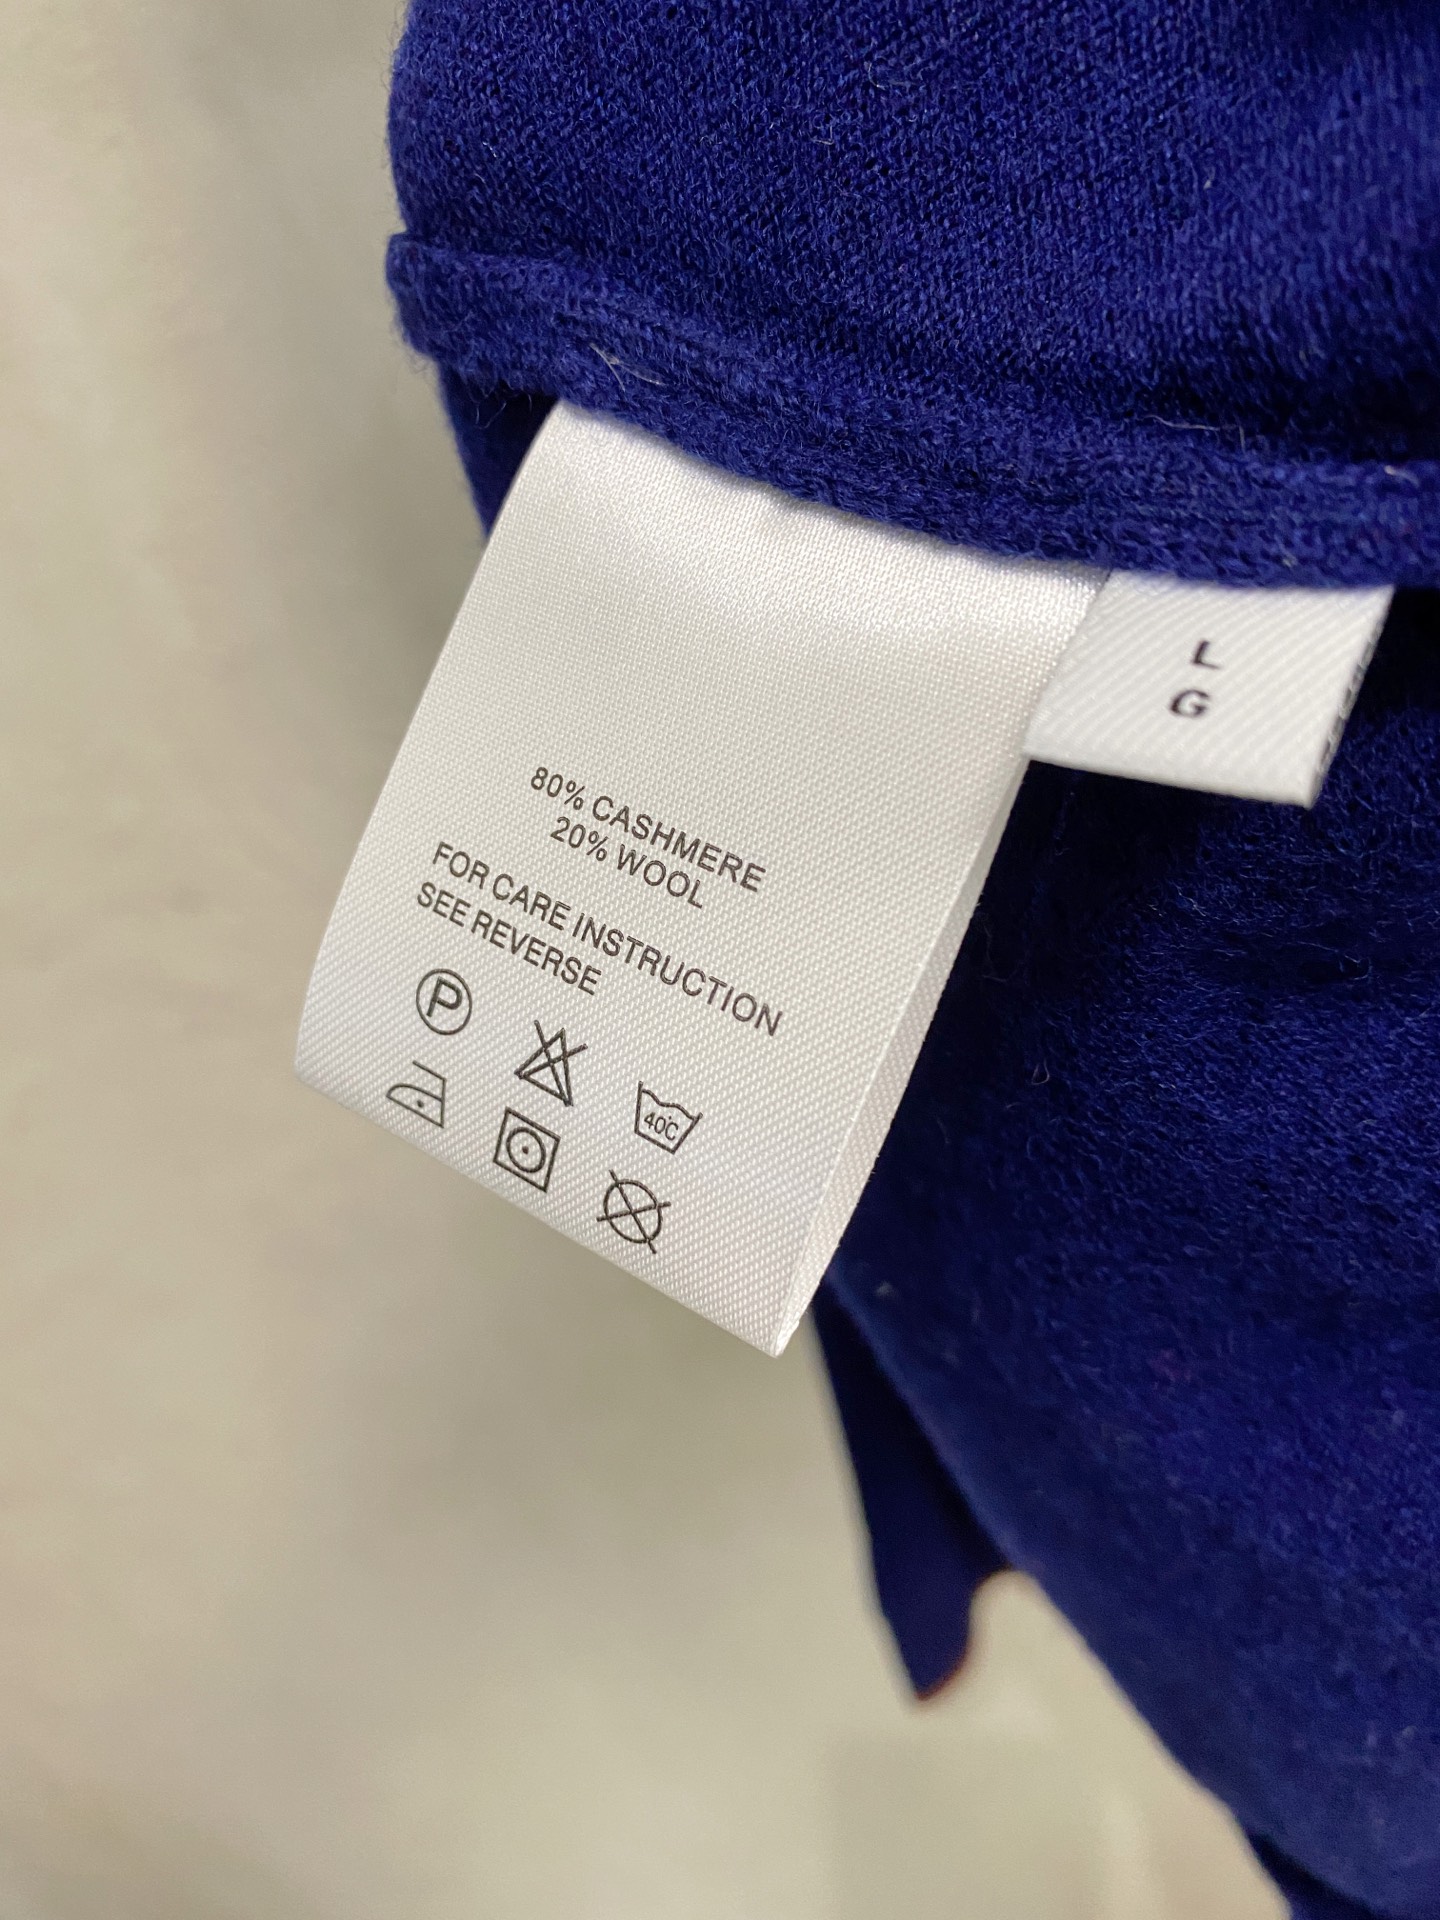 L
G
80% CASHMERE
20% WOOL
FOR CARE INSTRUCTION
SEE REVERSE
P
40°C